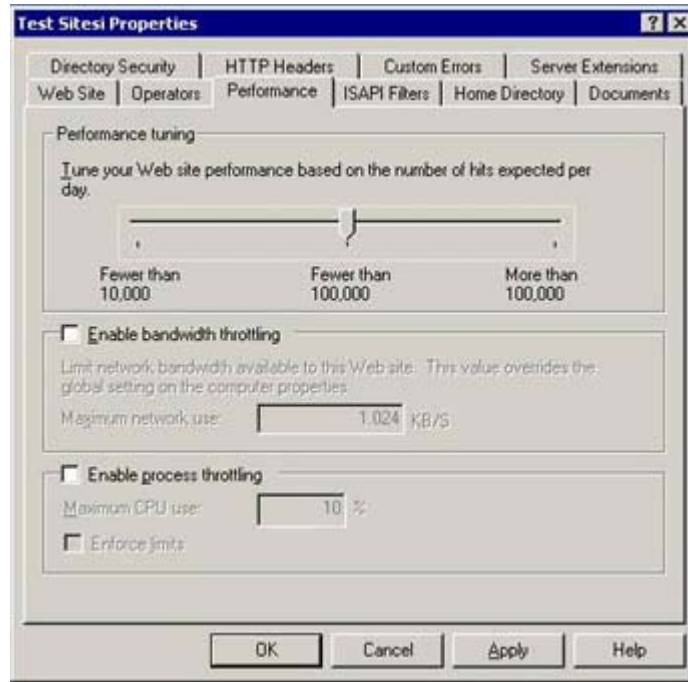 Test Sitesi Properties
Directory Security HTTP Headers Custom Errors Server Extensions
Web Site Operators Performance ISAPI Filters Home Directory Documents
Performance tuning
Tune your Web site performance based on the number of hits expected per
day.
Fewer than Fewer than More than
10,000 100,000 100,000
Enable bandwidth throttling
Limit network bandwidth available to this Web site. This value overrides the
global setting on the computer properties.
Maximum network use: 1.024 KB/S
Enable process throttling
Maximum CPU use: 10 %
Enforce limits
OK Cancel Apply Help